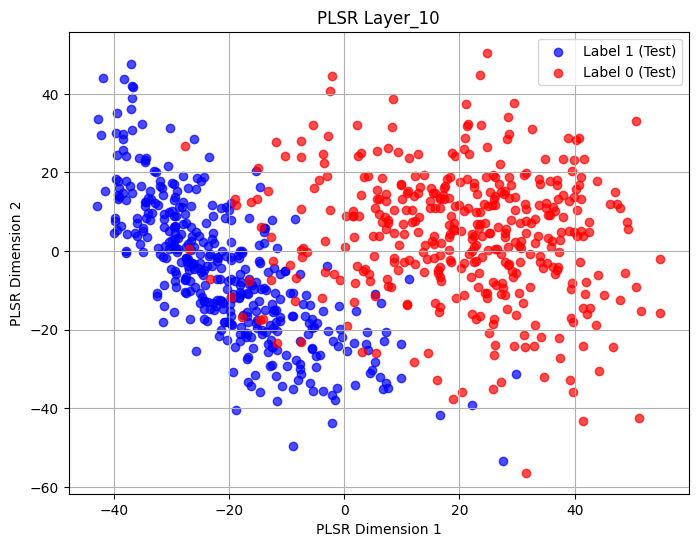 PLSR Layer_10
Label 1 (Test)
Label 0 (Test)
40
20
0
−20
−40
−60
PLSR Dimension 2
−40
−20
0
20
40
PLSR Dimension 1